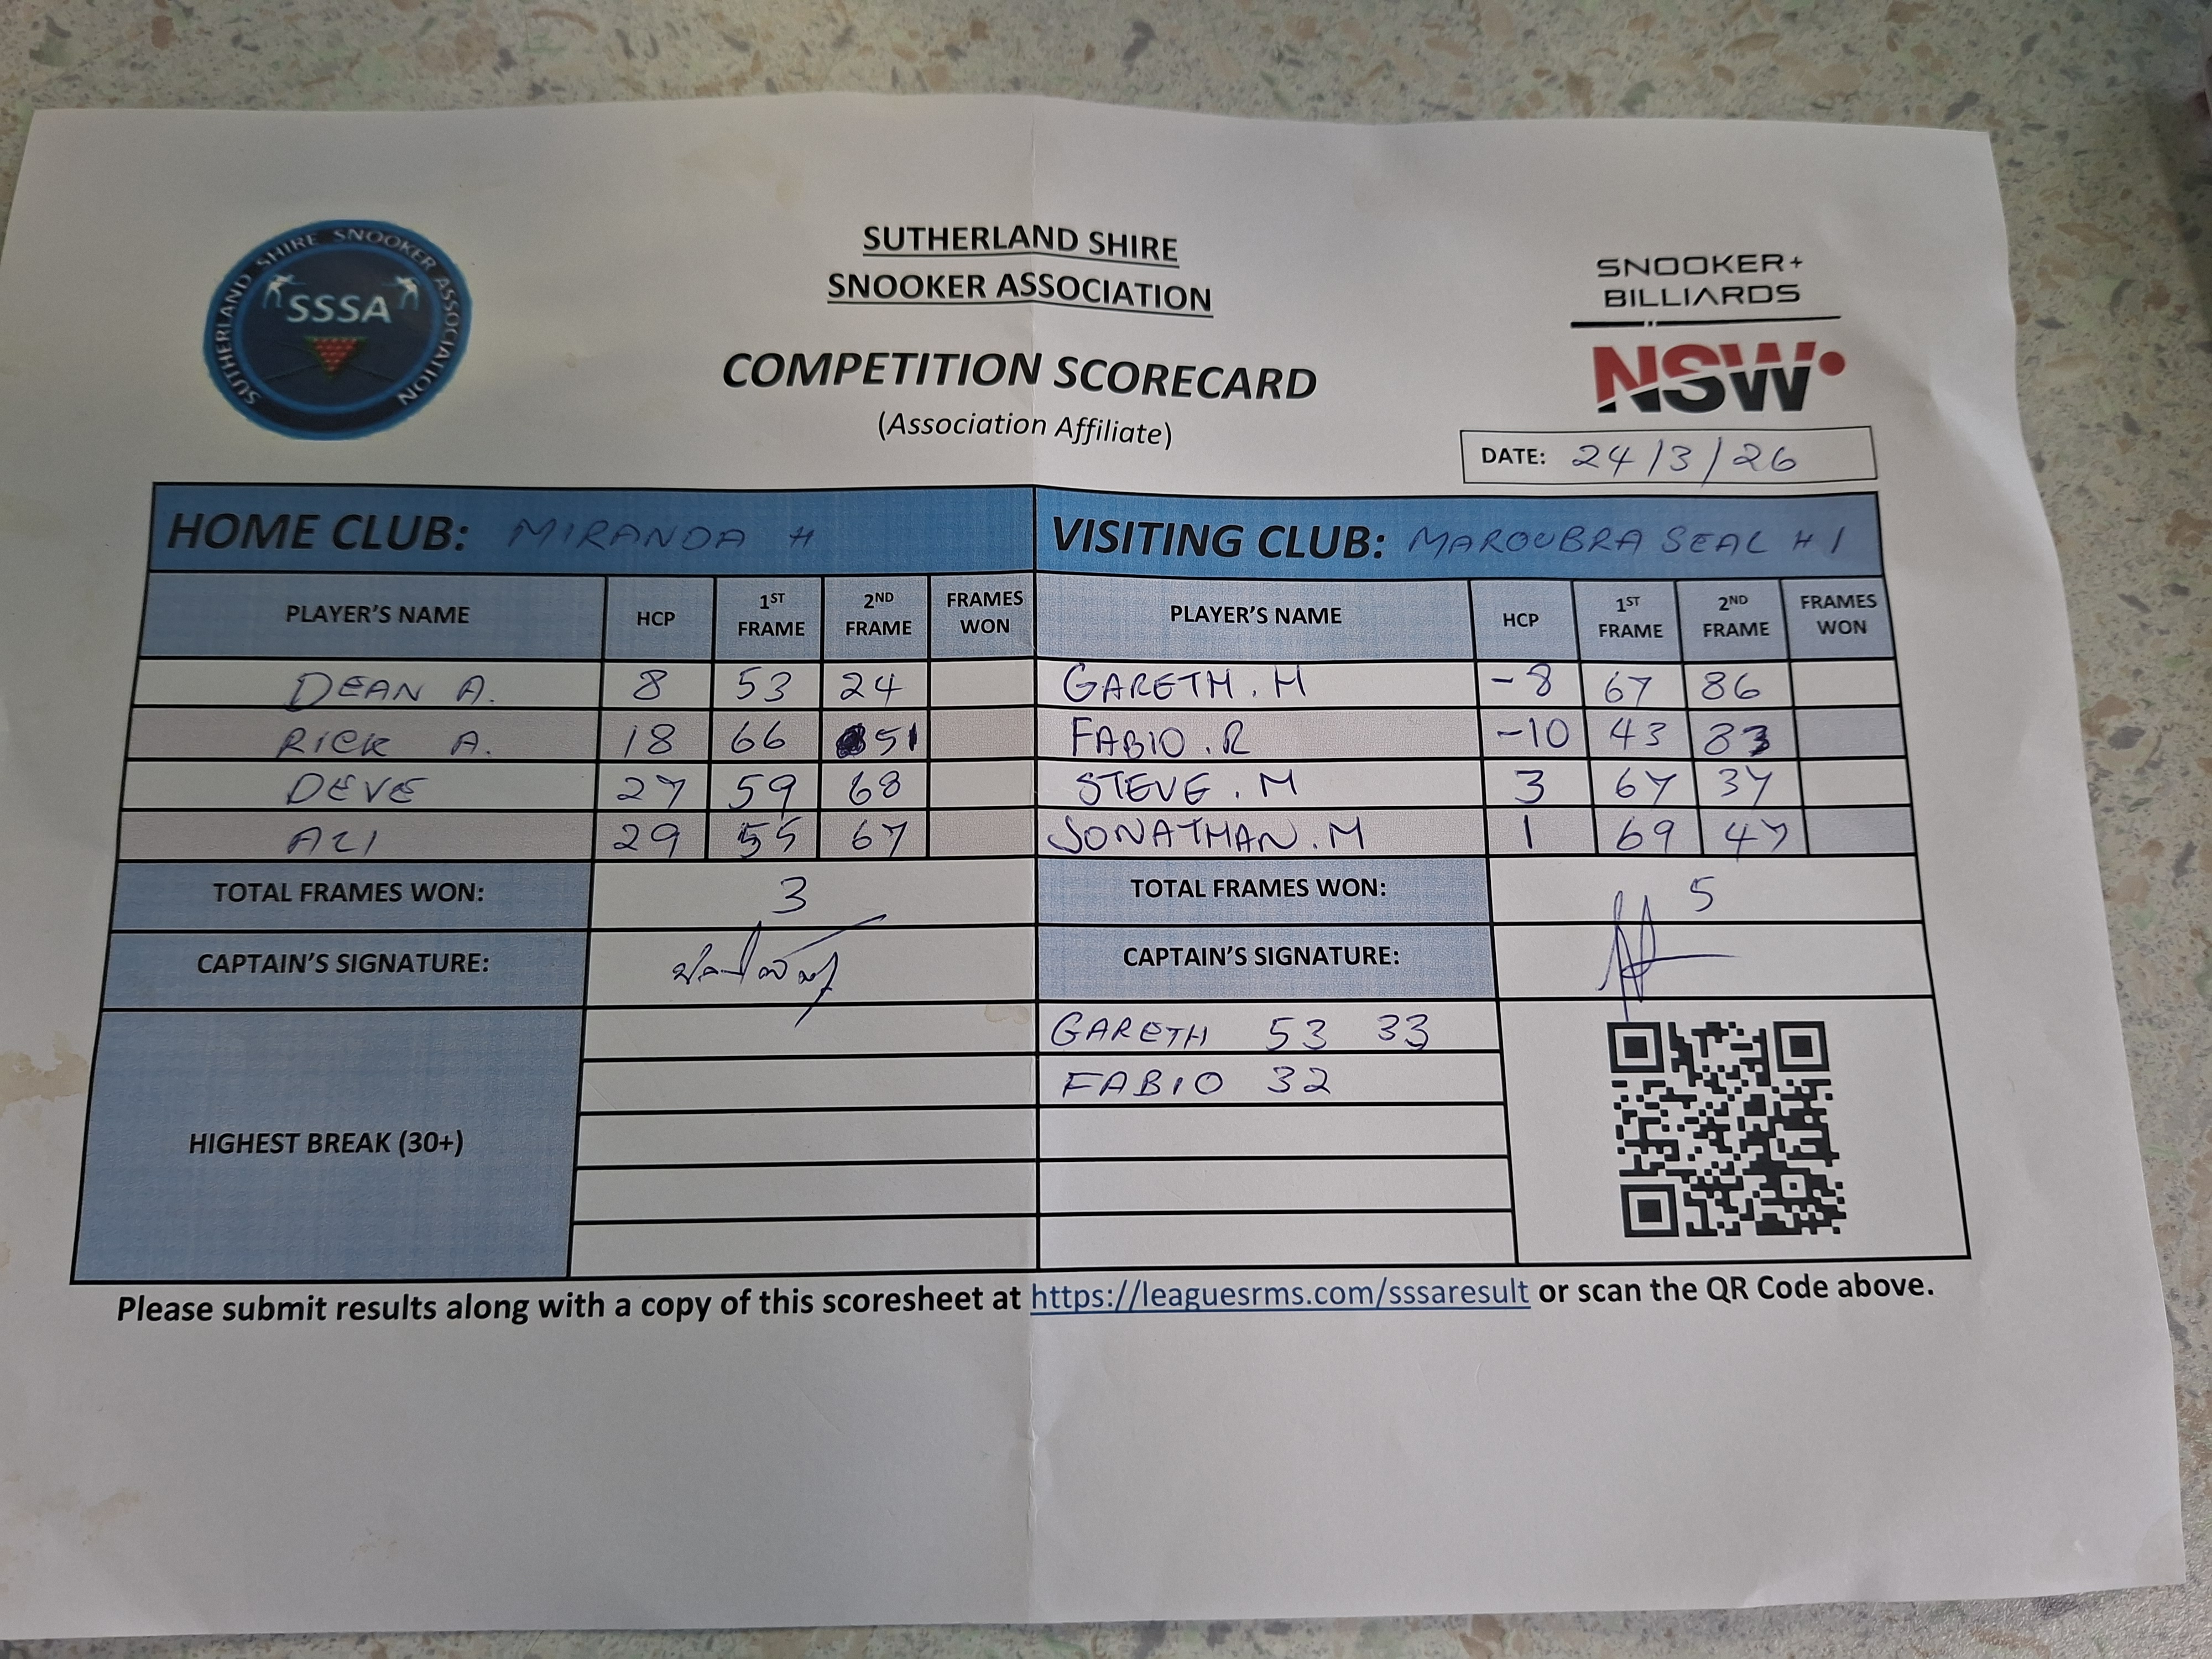 SUTHERLAND SHIRE SNOOKER ASSOCIATION
SSSA
SUTHERLAND SHIRE
SNOOKER ASSOCIATION
COMPETITION SCORECARD
(Association Affiliate)
SNOOKER+
BILLIARDS
NSW
DATE: 24/3/26
HOME CLUB: MIRANDA H VISITING CLUB: MAROUBRA SEAL H 1
PLAYER'S NAME HCP 1ST FRAME 2ND FRAME FRAMES WON PLAYER'S NAME HCP 1ST FRAME 2ND FRAME FRAMES WON
DEAN A. 8 53 24 GARETH. M -8 67 86
RICK A. 18 66 51 FABIO. R -10 43 83
DEVE 27 59 68 STEVE. M 3 67 37
AZI 29 55 67 JONATHAN. M 1 69 47
TOTAL FRAMES WON: 3 TOTAL FRAMES WON: 5
CAPTAIN'S SIGNATURE: CAPTAIN'S SIGNATURE:
HIGHEST BREAK (30+)
GARETH 53 33
FABIO 32
Please submit results along with a copy of this scoresheet at https://leaguesrms.com/sssaresult or scan the QR Code above.